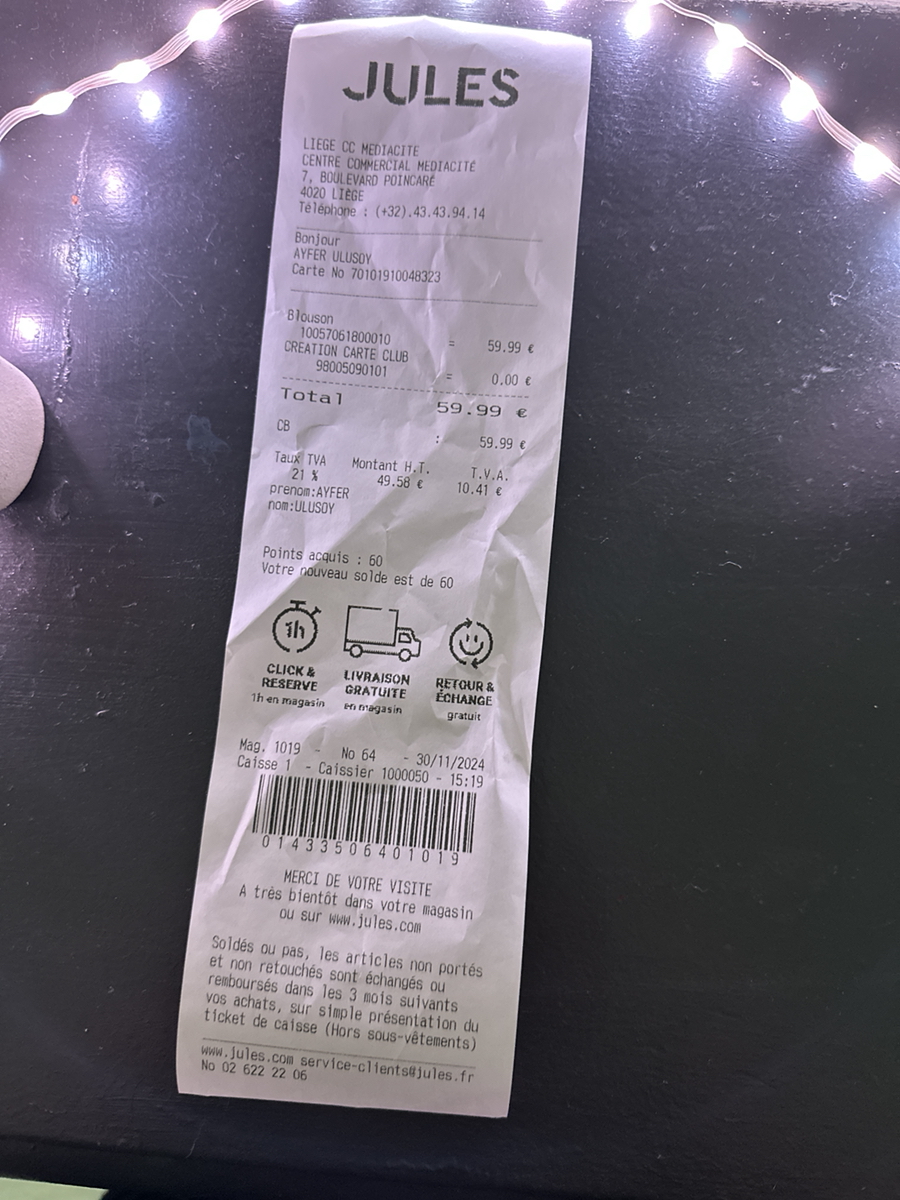 JULES
LIEGE CC MEDIACITE
CENTRE COMMERCIAL MEDIACITÉ
7, BOULEVARD POINCARÉ
4020 LIÈGE
Téléphone : (+32).43.43.94.14
Bonjour
AYFER ULUSOY
Carte No 70101910048323
Blouson
10057061800010 = 59.99 €
CREATION CARTE CLUB
98005090101 = 0.00 €
Total 59.99 €
CB : 59.99 €
Taux TVA Montant H.T. T.V.A.
21 % 49.58 € 10.41 €
prenom:AYFER
nom:ULUSOY
Points acquis : 60
Votre nouveau solde est de 60
1h
CLICK & RESERVE
1h en magasin
LIVRAISON GRATUITE
en magasin
RETOUR & ÉCHANGE
gratuit
Mag. 1019 - No 64 - 30/11/2024
Caisse 1 - Caissier 1000050 - 15:19
01433506401019
MERCI DE VOTRE VISITE
A très bientôt dans votre magasin
ou sur www.jules.com
Soldés ou pas, les articles non portés
et non retouchés sont échangés ou
remboursés dans les 3 mois suivants
vos achats, sur simple présentation du
ticket de caisse (Hors sous-vêtements)
www.jules.com service-clients#jules.fr
No 02 622 22 06